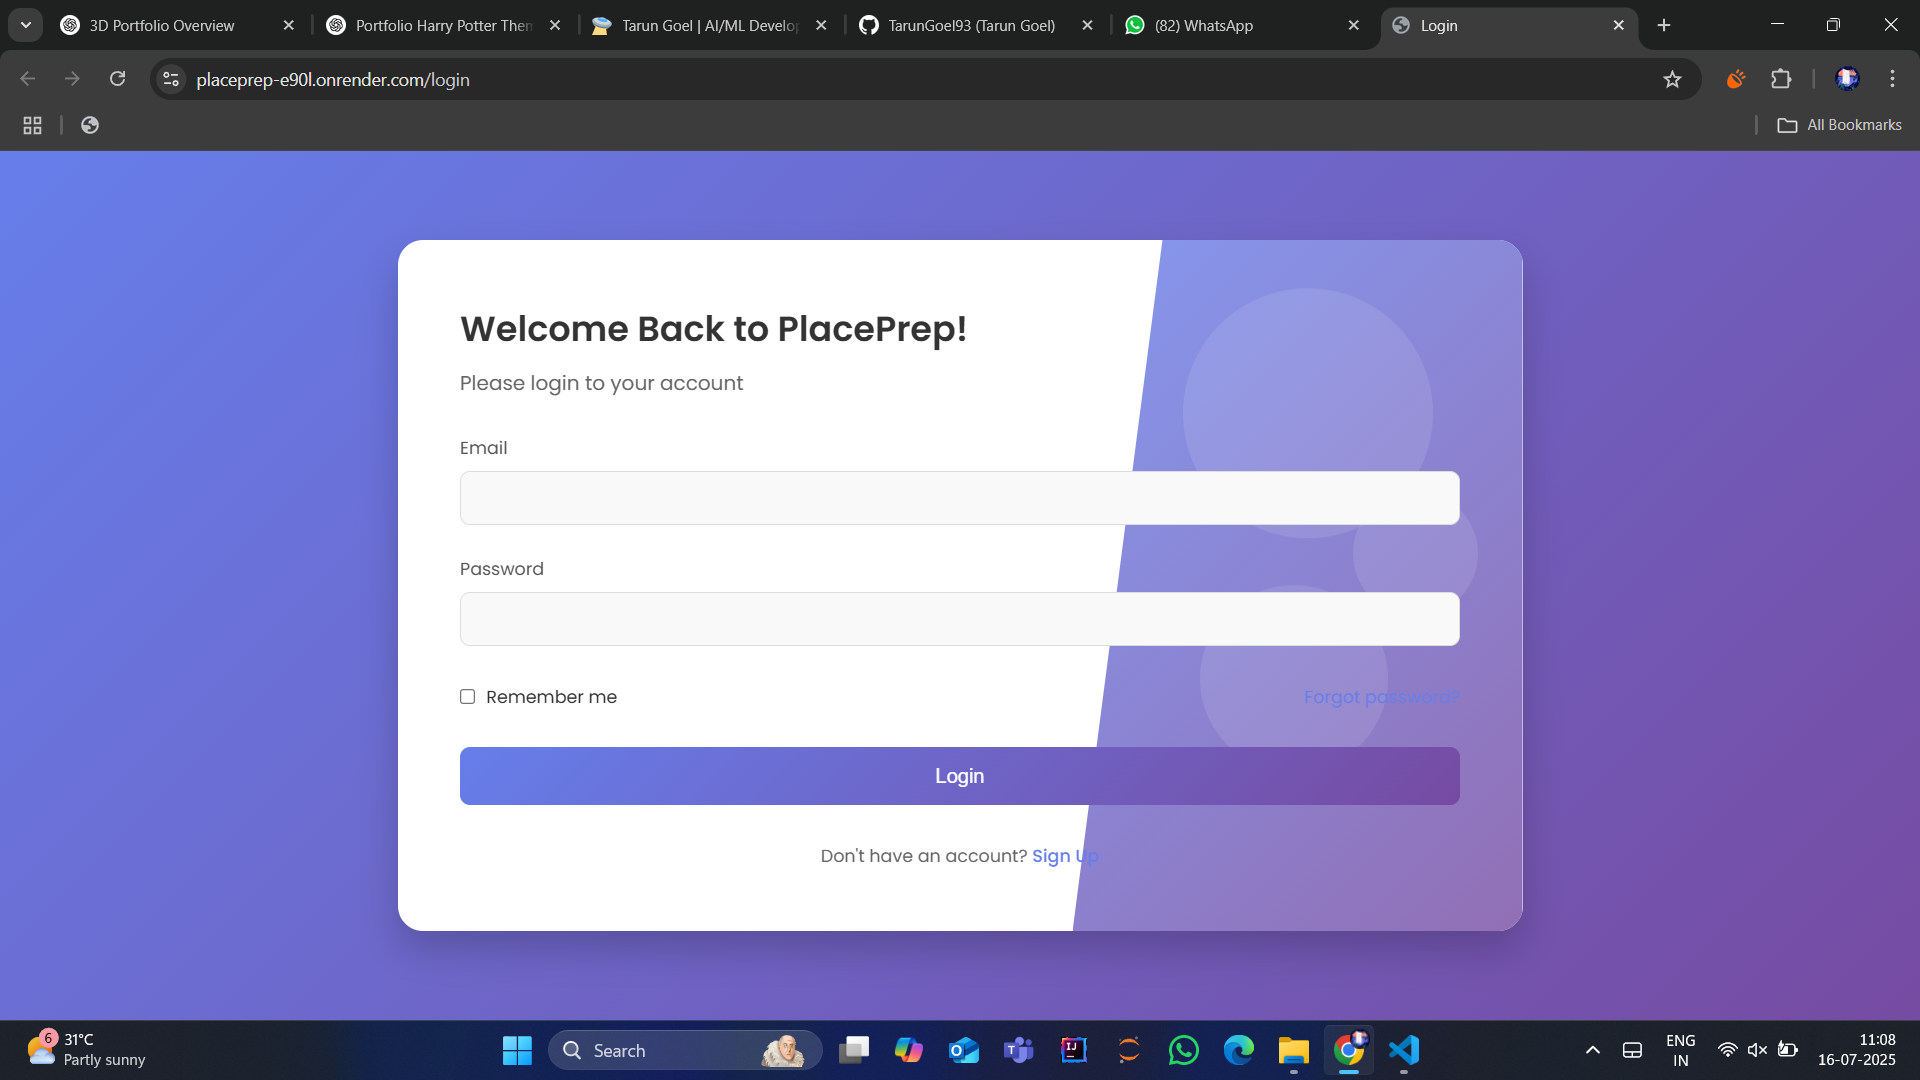 3D Portfolio Overview
Portfolio Harry Potter Then
Tarun Goel | AI/ML Develop
TarunGoel93 (Tarun Goel)
(82) WhatsApp
Login
placeprep-e90l.onrender.com/login
All Bookmarks
Welcome Back to PlacePrep!
Please login to your account
Email
Password
Remember me
Forgot password?
Login
Don't have an account? Sign Up
6
31°C
Partly sunny
Search
ENG
IN
11:08
16-07-2025